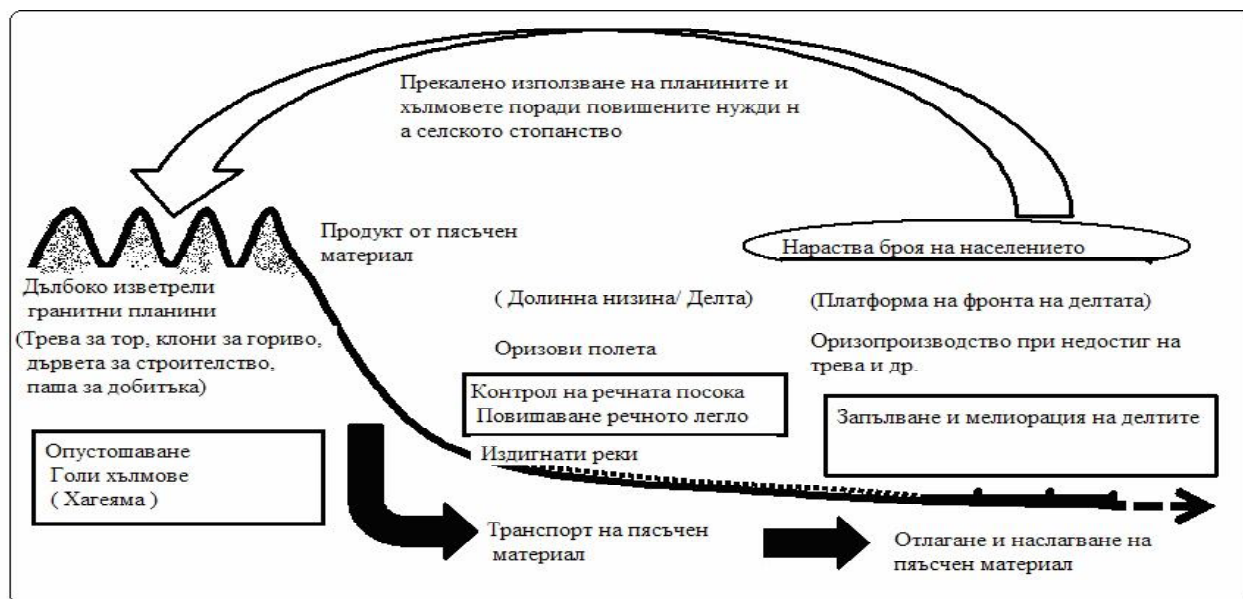 Прекалено използване на планините и
хълмовете поради повишените нужди н
а селското стопанство
Продукт от пясъчен
материал
Нараства броя на населението
Дълбоко изветрели
гранитни планини
(Трева за тор, клони за гориво,
дървета за строителство,
паша за добитъка)
( Долинна низина/ Делта)
(Платформа на фронта на делтата)
Оризови полета
Оризопроизводство при недостиг на
трева и др.
Контрол на речната посока
Повишаване речното легло
Запълване и мелиорация на делтите
Издигнати реки
Опустошаване
Голи хълмове
( Хагеяма )
Транспорт на пясъчен
материал
Отлагане и наслагване на
пяъсчен материал